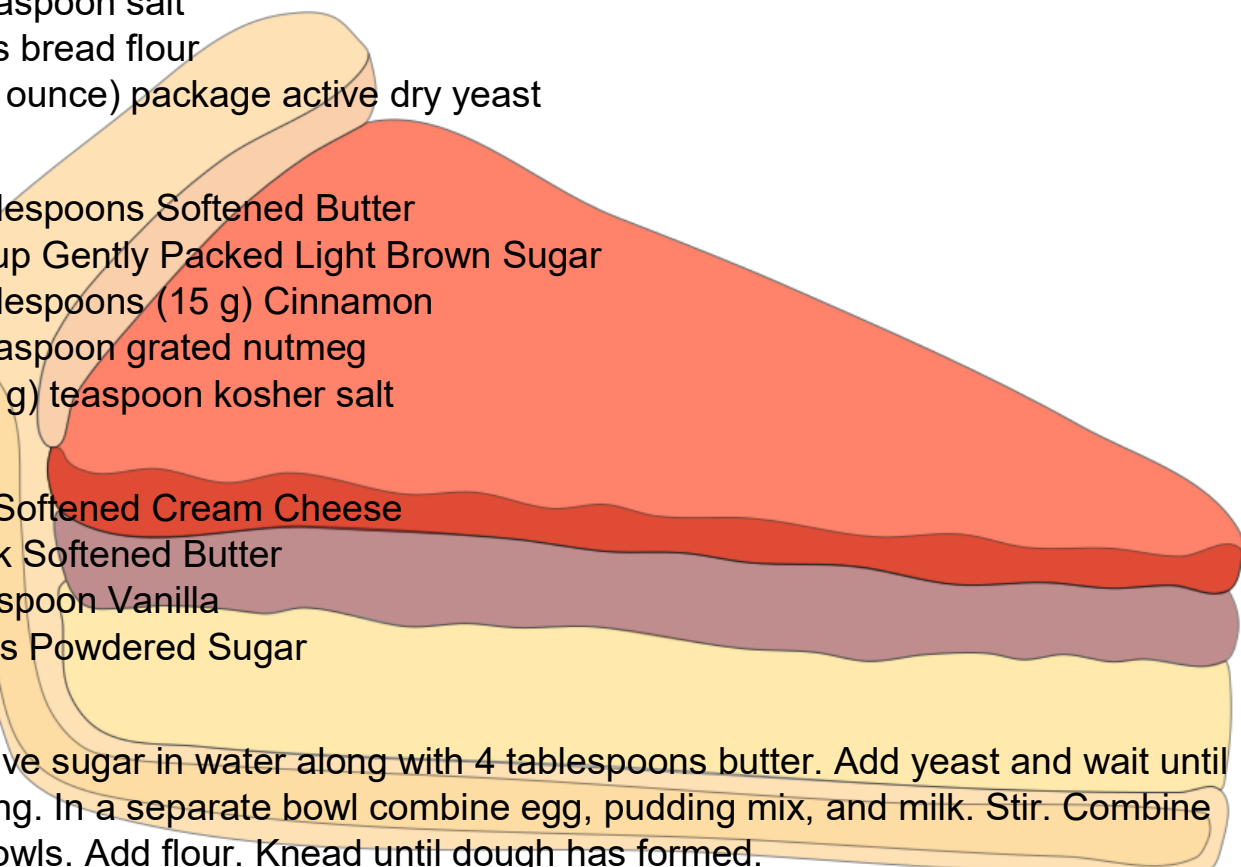 aspoon salt
s bread flour
ounce) package active dry yeast
lespoons Softened Butter
up Gently Packed Light Brown Sugar
lespoons (15 g) Cinnamon
aspoon grated nutmeg
g) teaspoon kosher salt
Softened Cream Cheese
k Softened Butter
spoon Vanilla
s Powdered Sugar
ve sugar in water along with 4 tablespoons butter. Add yeast and wait until
ng. In a separate bowl combine egg, pudding mix, and milk. Stir. Combine
owls. Add flour. Knead until dough has formed.